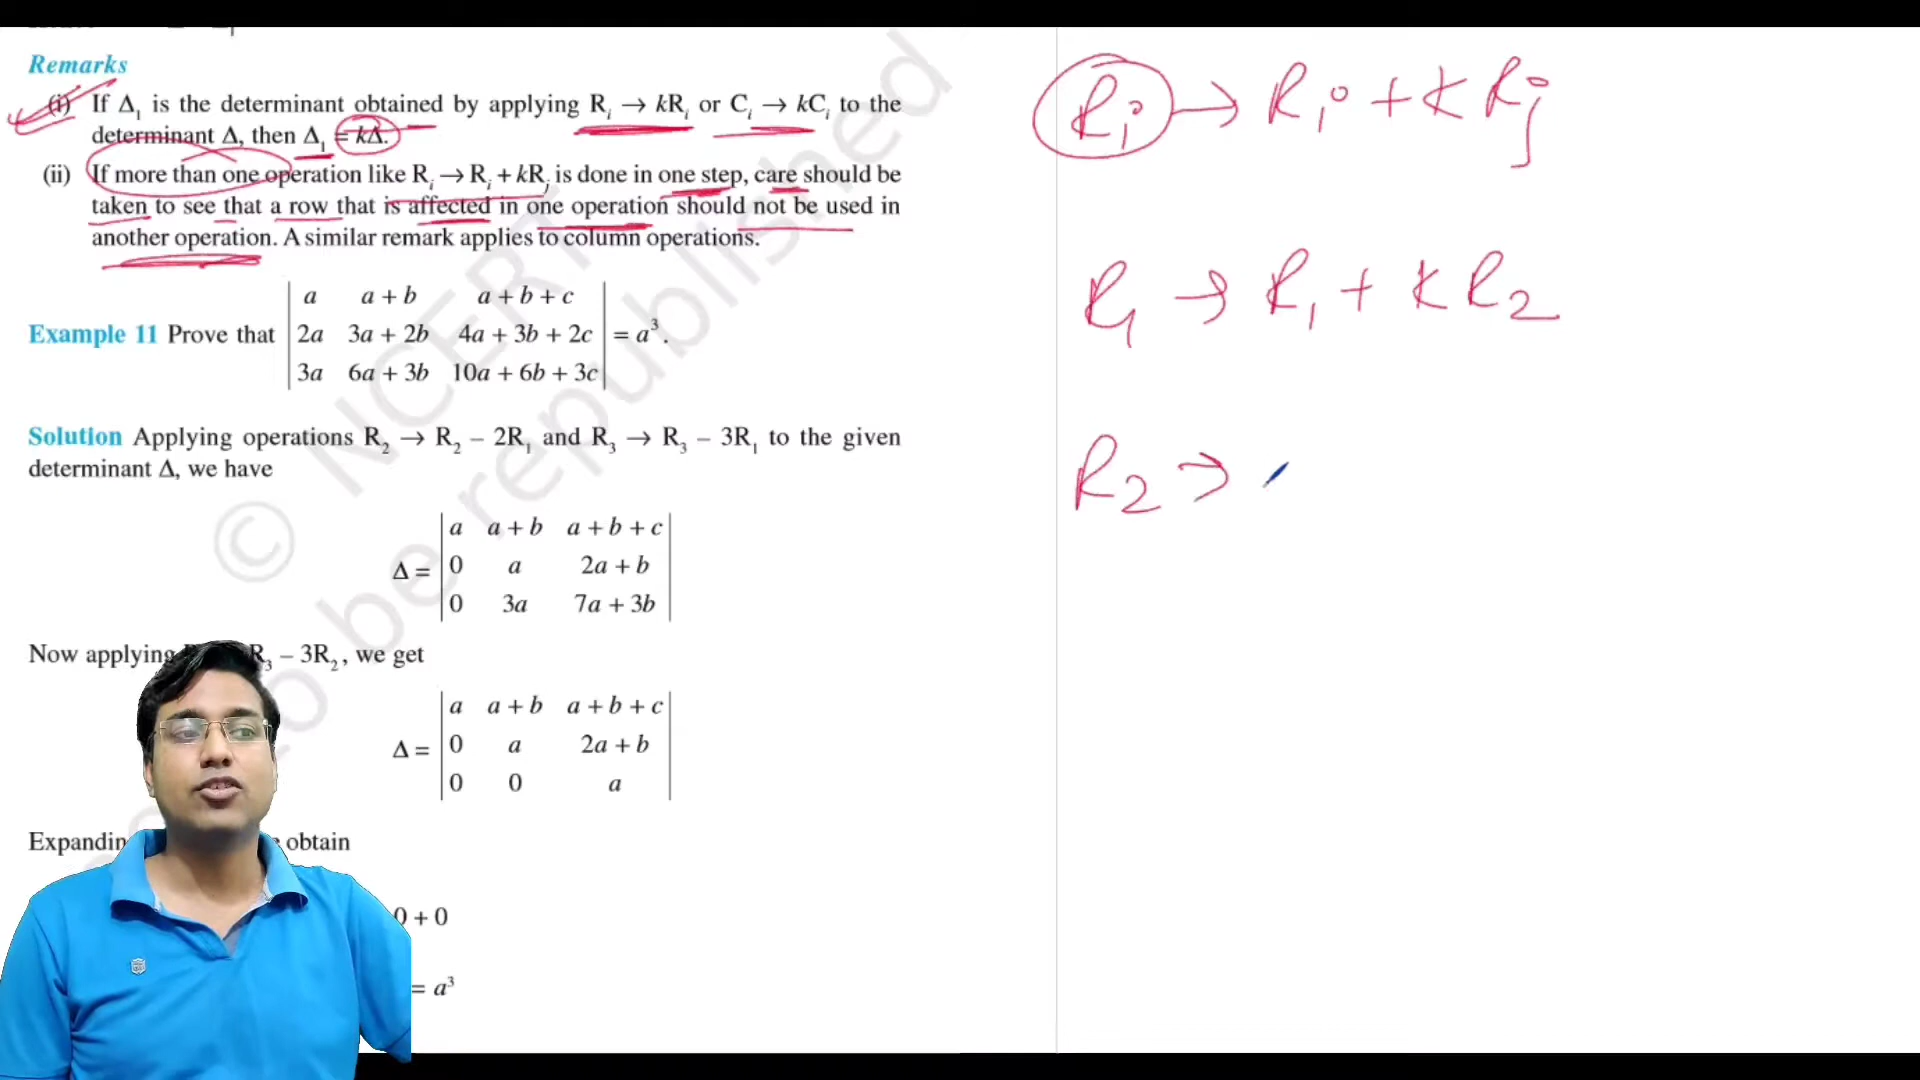 Remarks
(i) If Δ₁ is the determinant obtained by applying Rᵢ → kRᵢ or Cᵢ → kCᵢ to the
determinant Δ, then Δ₁ = kΔ.
(ii) If more than one operation like Rᵢ → Rᵢ + kRⱼ is done in one step, care should be
taken to see that a row that is affected in one operation should not be used in
another operation. A similar remark applies to column operations.
a a + b a + b + c
Example 11 Prove that 2a 3a + 2b 4a + 3b + 2c = a³.
3a 6a + 3b 10a + 6b + 3c
Solution Applying operations R₂ → R₂ – 2R₁ and R₃ → R₃ – 3R₁ to the given
determinant Δ, we have
a a + b a + b + c
Δ = 0 a 2a + b
0 3a 7a + 3b
Now applying R₃ – 3R₂, we get
a a + b a + b + c
Δ = 0 a 2a + b
0 0 a
obtain
0 + 0
= a³
Rᵢ → Rᵢ + k Rⱼ
R₁ → R₁ + k R₂
R₂ →
© NCERT
to be republished